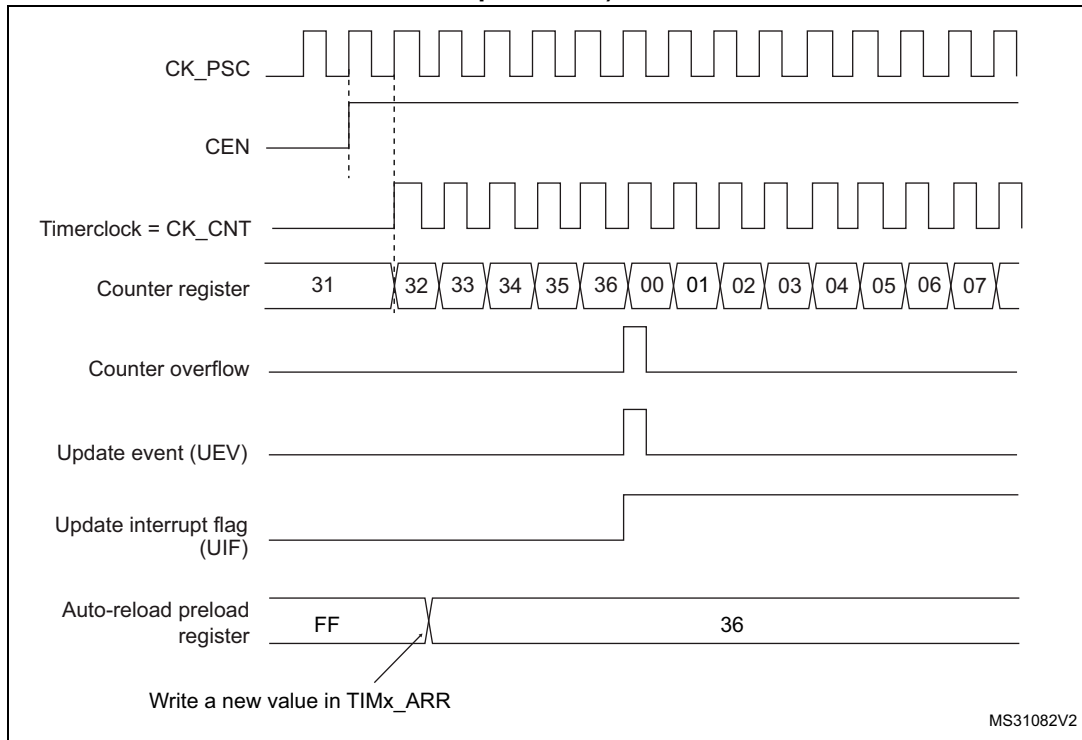 CK_PSC
CEN
Timerclock = CK_CNT
Counter register 31 32 33 34 35 36 00 01 02 03 04 05 06 07
Counter overflow
Update event (UEV)
Update interrupt flag
(UIF)
Auto-reload preload
register FF 36
Write a new value in TIMx_ARR
MS31082V2